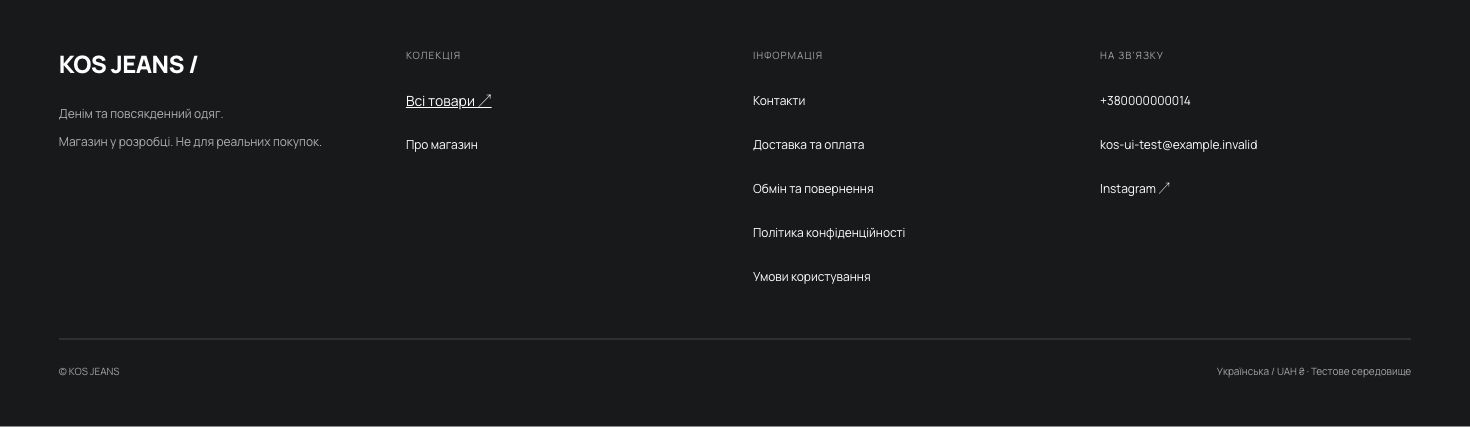 KOS JEANS /
Денім та повсякденний одяг.
Магазин у розробці. Не для реальних покупок.
КОЛЕКЦІЯ
Всі товари ↗
Про магазин
ІНФОРМАЦІЯ
Контакти
Доставка та оплата
Обмін та повернення
Політика конфіденційності
Умови користування
НА ЗВ'ЯЗКУ
+380000000014
kos-ui-test@example.invalid
Instagram ↗
© KOS JEANS
Українська / UAH ₴ · Тестове середовище